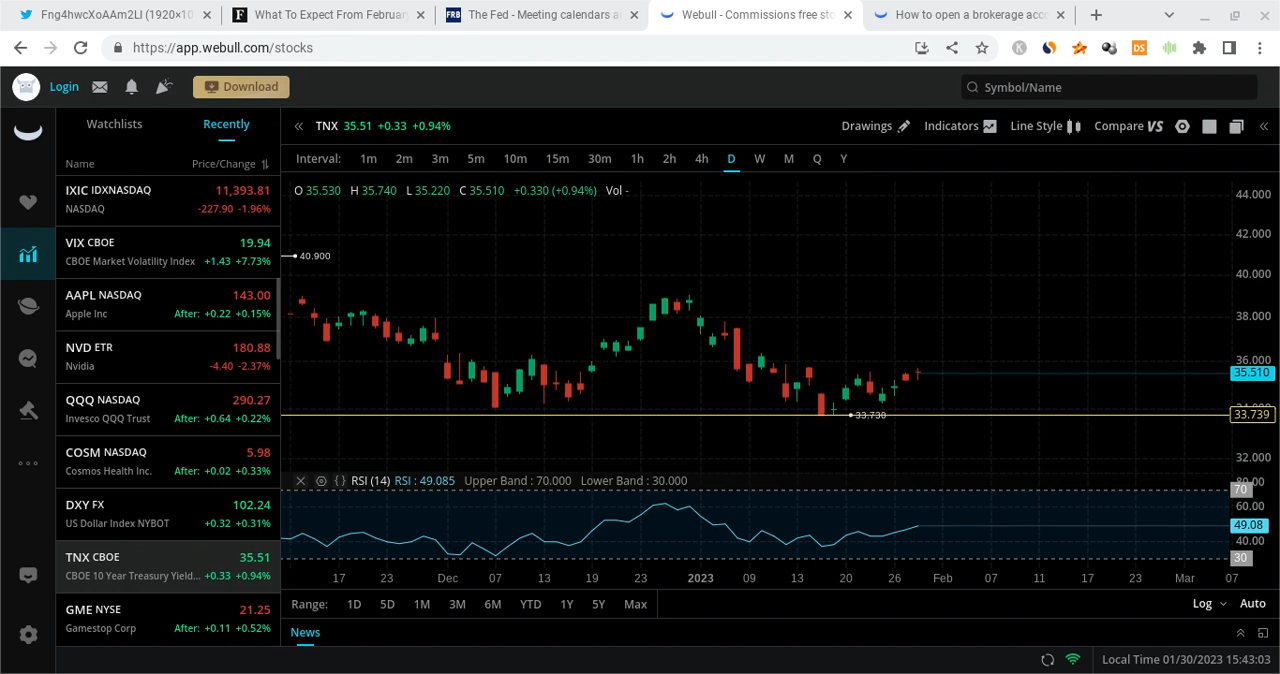 Fng4hwcXoAAm2LI (1920×10
What To Expect From Februar
FRB
The Fed - Meeting calendars a
Webull - Commissions free sto
How to open a brokerage acco
https://app.webull.com/stocks
K
DS
Login
Download
Symbol/Name
Watchlists
Recently
TNX 35.51 +0.33 +0.94%
Drawings
Indicators
Line Style
Compare VS
Name
Price/Change
Interval:
1m
2m
3m
5m
10m
15m
30m
1h
2h
4h
D
W
M
Q
Y
IXIC IDXNASDAQ
11,393.81
NASDAQ
-227.90 -1.96%
VIX CBOE
19.94
CBOE Market Volatility Index
+1.43 +7.73%
AAPL NASDAQ
143.00
Apple Inc
After: +0.22 +0.15%
NVD ETR
180.88
Nvidia
-4.40 -2.37%
QQQ NASDAQ
290.27
Invesco QQQ Trust
After: +0.64 +0.22%
COSM NASDAQ
5.98
Cosmos Health Inc.
After: +0.02 +0.33%
DXY FX
102.24
US Dollar Index NYBOT
+0.32 +0.31%
TNX CBOE
35.51
CBOE 10 Year Treasury Yield...
+0.33 +0.94%
GME NYSE
21.25
Gamestop Corp
After: +0.11 +0.52%
O 35.530 H 35.740 L 35.220 C 35.510 +0.330 (+0.94%) Vol -
44.000
42.000
40.900
40.000
38.000
36.000
35.510
34.000
33.730
33.739
32.000
RSI (14) RSI : 49.085 Upper Band : 70.000 Lower Band : 30.000
80.00
70
60.00
49.08
40.00
30
17
23
Dec
07
13
19
23
2023
09
13
20
26
Feb
07
11
17
23
Mar
07
Range:
1D
5D
1M
3M
6M
YTD
1Y
5Y
Max
Log
Auto
News
Local Time 01/30/2023 15:43:03